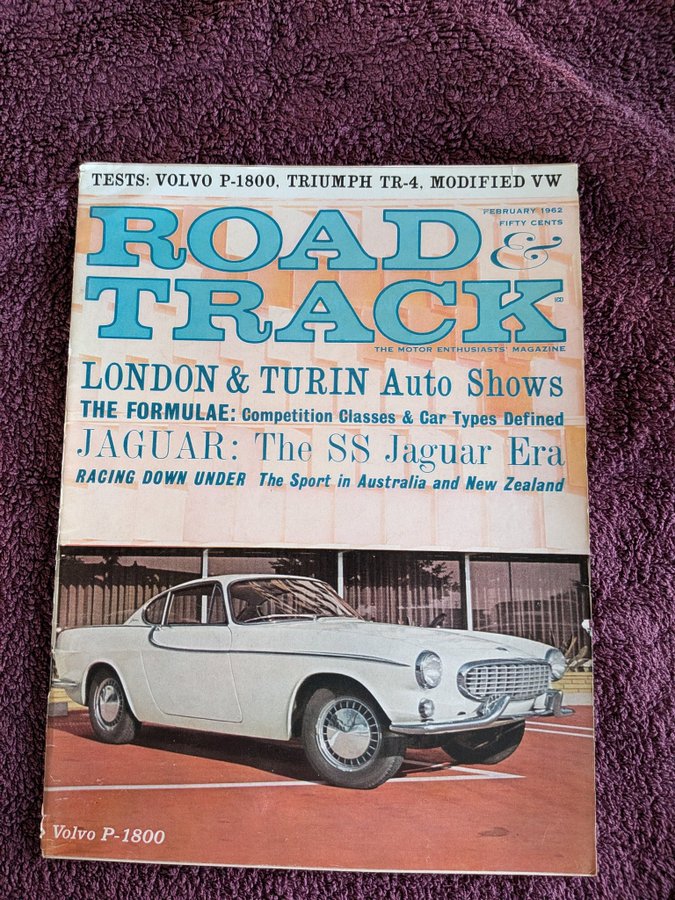 TESTS: VOLVO P-1800, TRIUMPH TR-4, MODIFIED VW
ROAD &
FEBRUARY 1962
FIFTY CENTS
TRACK
THE MOTOR ENTHUSIASTS' MAGAZINE
LONDON & TURIN Auto Shows
THE FORMULAE: Competition Classes & Car Types Defined
JAGUAR: The SS Jaguar Era
RACING DOWN UNDER The Sport in Australia and New Zealand
Volvo P-1800